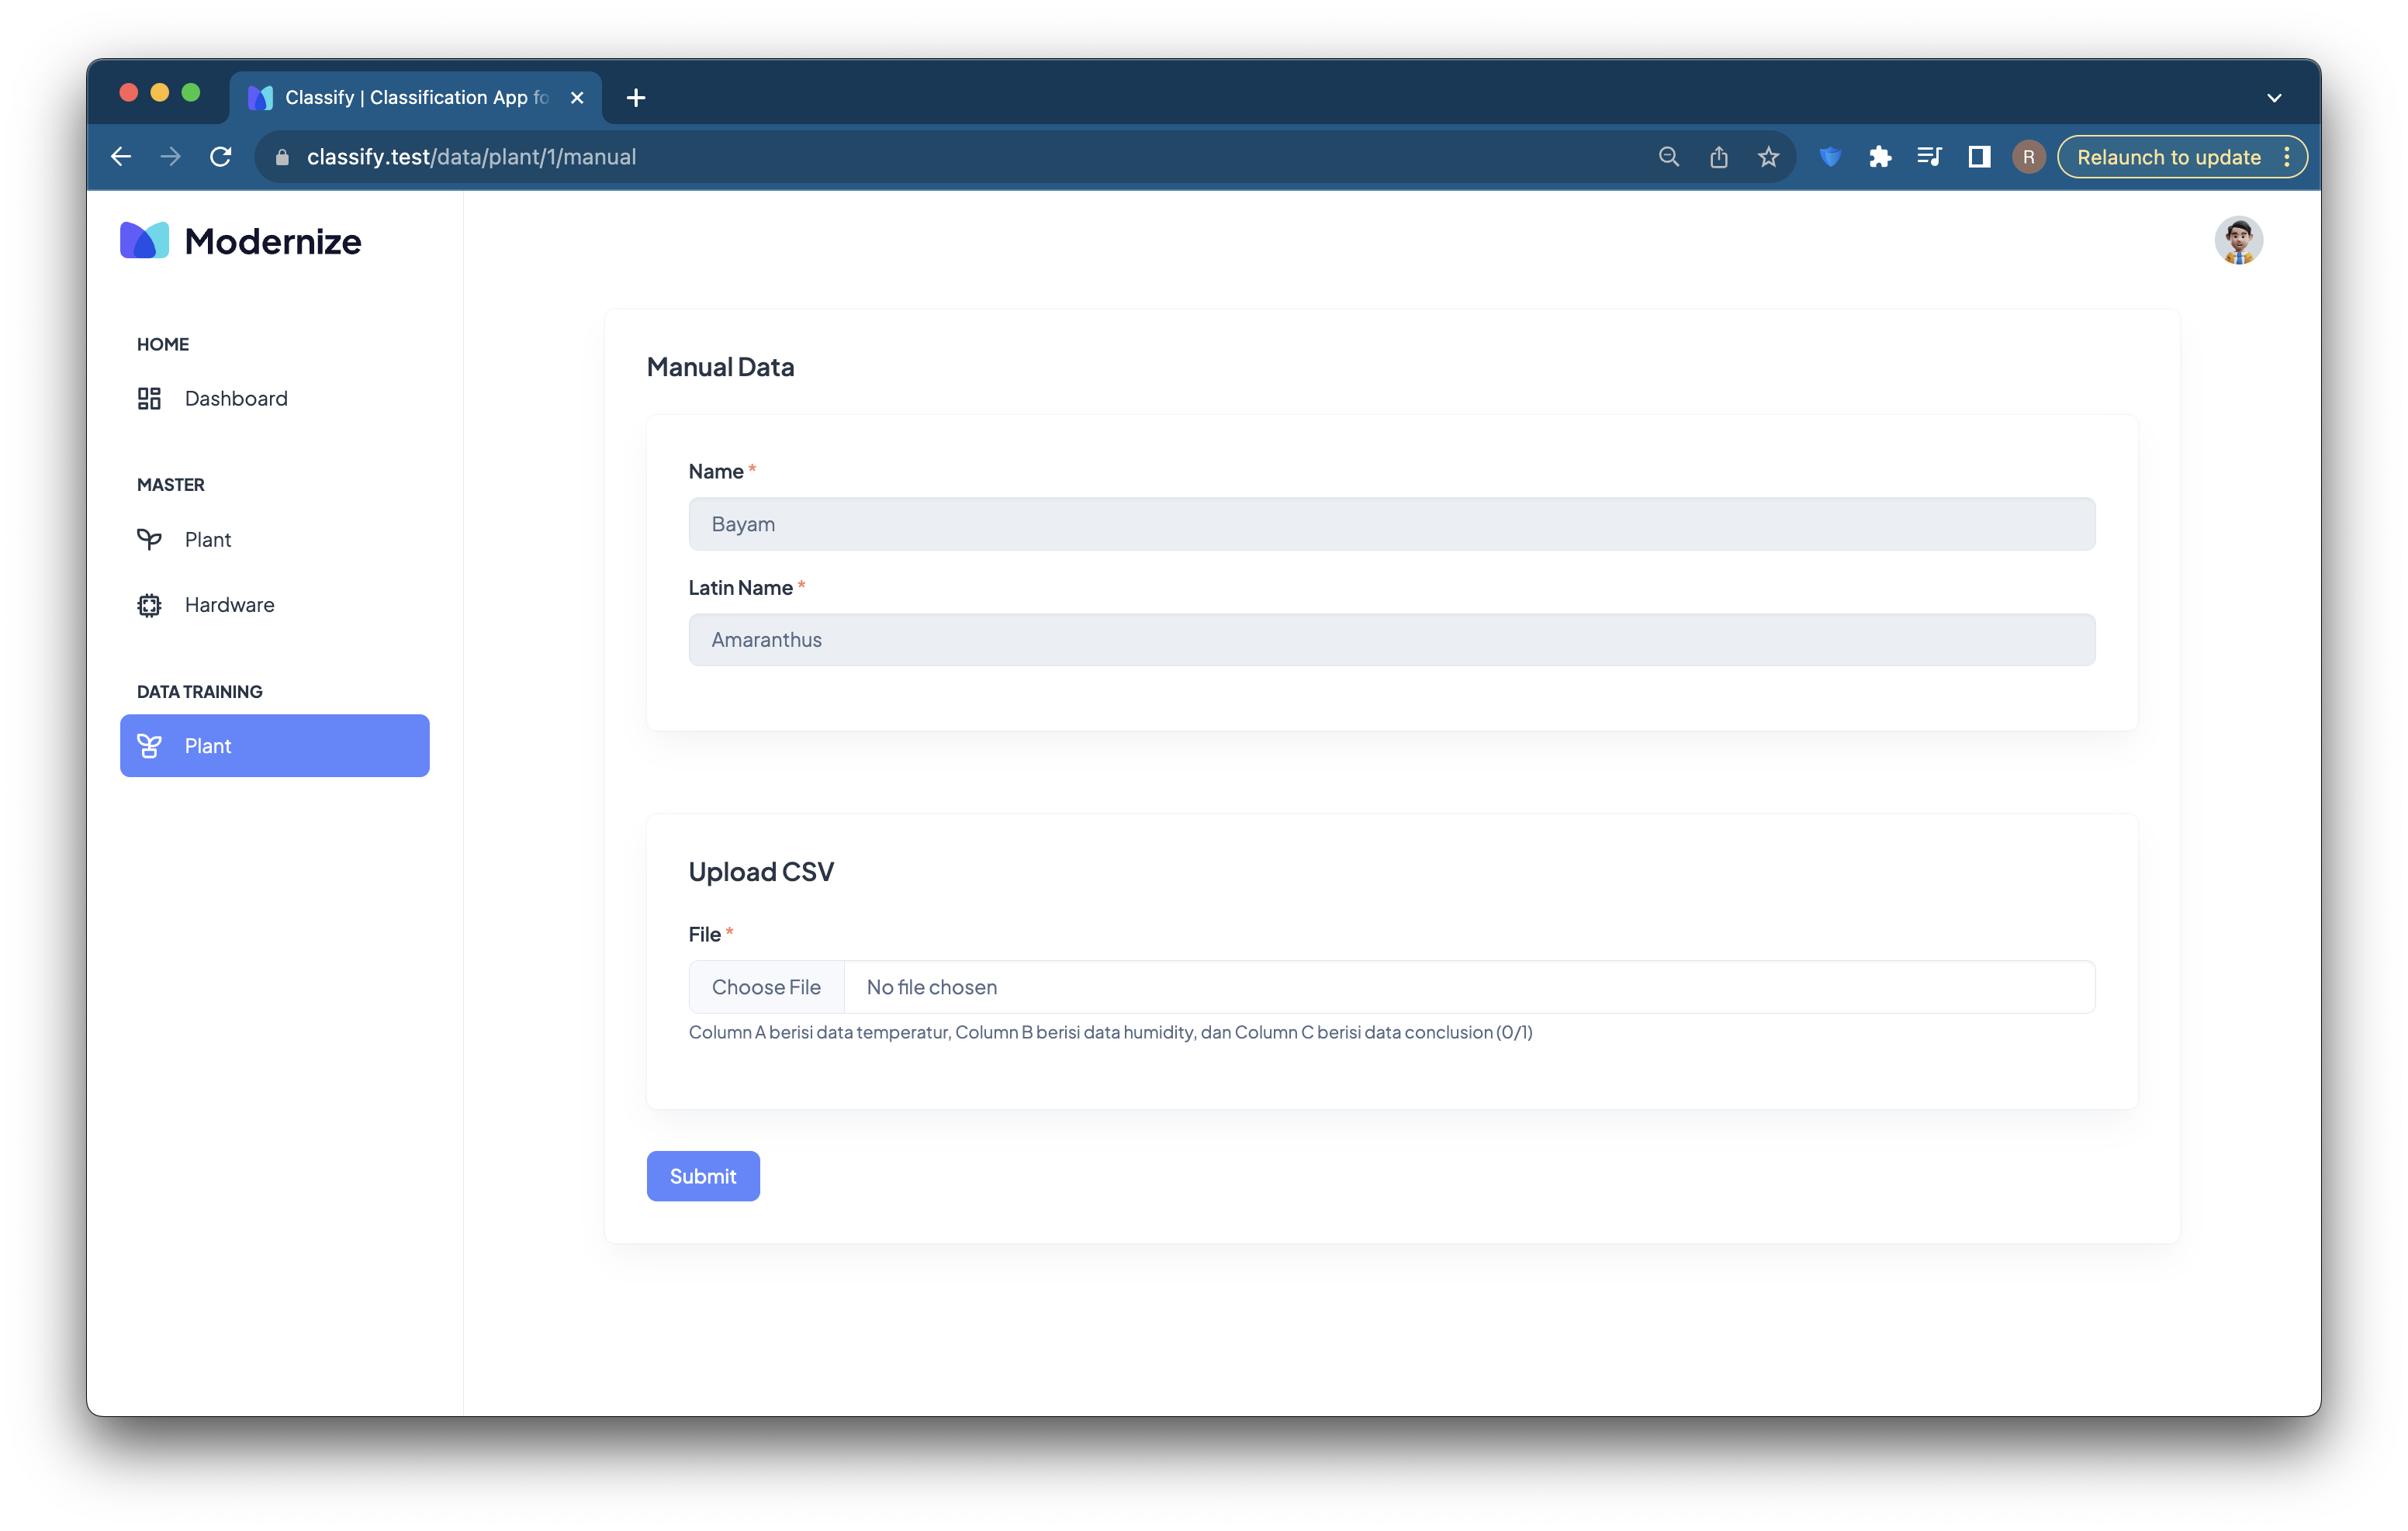 Classify | Classification App fo
classify.test/data/plant/1/manual
R
Relaunch to update
Modernize
HOME
Dashboard
MASTER
Plant
Hardware
DATA TRAINING
Plant
Manual Data
Name *
Bayam
Latin Name *
Amaranthus
Upload CSV
File *
Choose File No file chosen
Column A berisi data temperatur, Column B berisi data humidity, dan Column C berisi data conclusion (0/1)
Submit